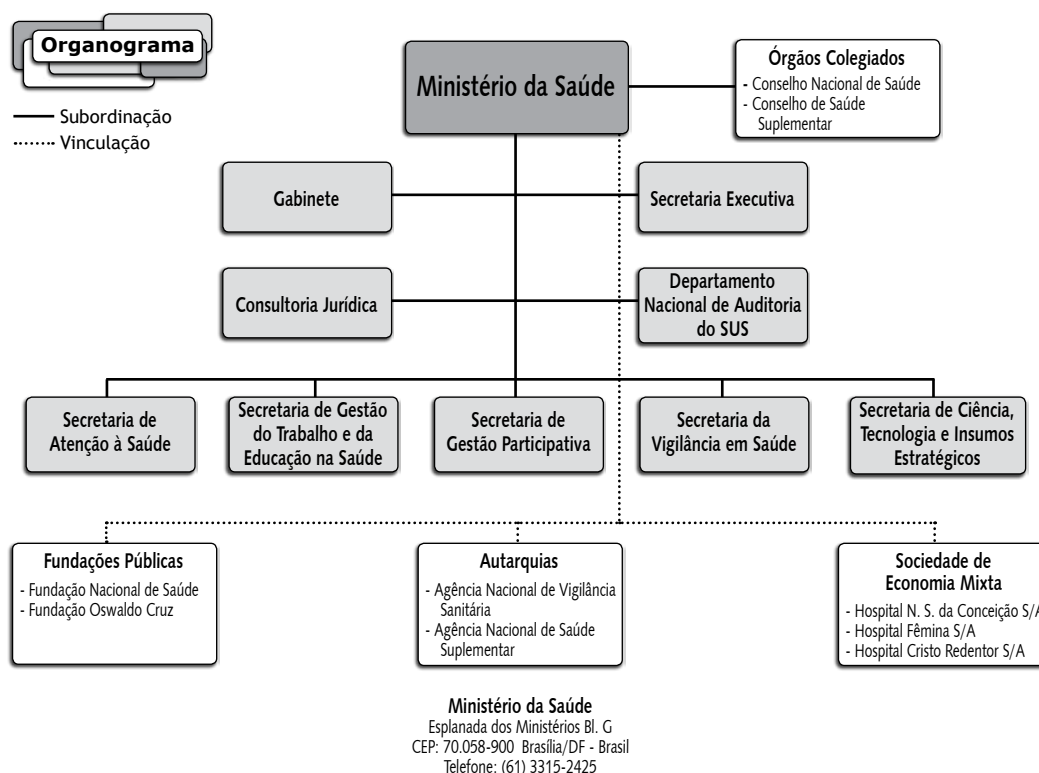 Organograma
Subordinação
Vinculação
Ministério da Saúde
Órgãos Colegiados
- Conselho Nacional de Saúde
- Conselho de Saúde
Suplementar
Gabinete
Secretaria Executiva
Consultoria Jurídica
Departamento
Nacional de Auditoria
do SUS
Secretaria de
Atenção à Saúde
Secretaria de Gestão
do Trabalho e da
Educação na Saúde
Secretaria de
Gestão Participativa
Secretaria da
Vigilância em Saúde
Secretaria de Ciência,
Tecnologia e Insumos
Estratégicos
Fundações Públicas
- Fundação Nacional de Saúde
- Fundação Oswaldo Cruz
Autarquias
- Agência Nacional de Vigilância
Sanitária
- Agência Nacional de Saúde
Suplementar
Sociedade de
Economia Mixta
- Hospital N. S. da Conceição S/A
- Hospital Fêmina S/A
- Hospital Cristo Redentor S/A
Ministério da Saúde
Esplanada dos Ministérios Bl. G
CEP: 70.058-900 Brasília/DF - Brasil
Telefone: (61) 3315-2425